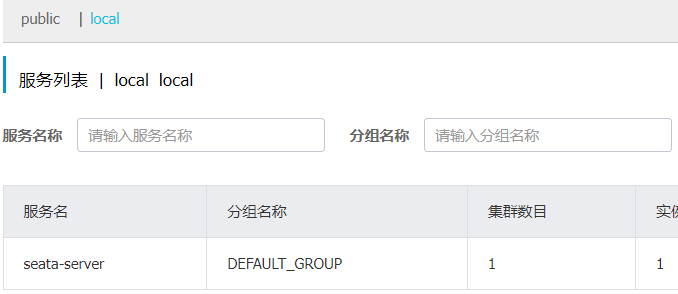 public | local
服务列表 | local local
服务名称 请输入服务名称 分组名称 请输入分组名称
服务名 分组名称 集群数目
seata-server DEFAULT_GROUP 1 1